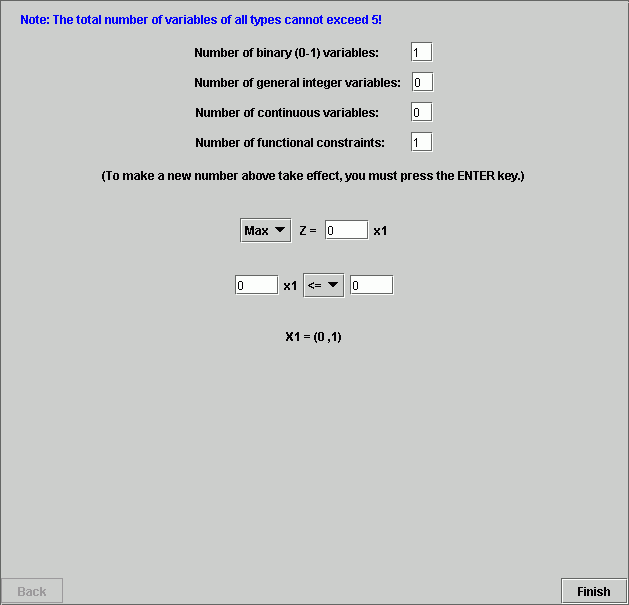 Note: The total number of variables of all types cannot exceed 5!
Number of binary (0-1) variables: 1
Number of general integer variables: 0
Number of continuous variables: 0
Number of functional constraints: 1
(To make a new number above take effect, you must press the ENTER key.)
Max Z = 0 x1
0 x1 <= 0
X1 = (0 ,1)
Back Finish